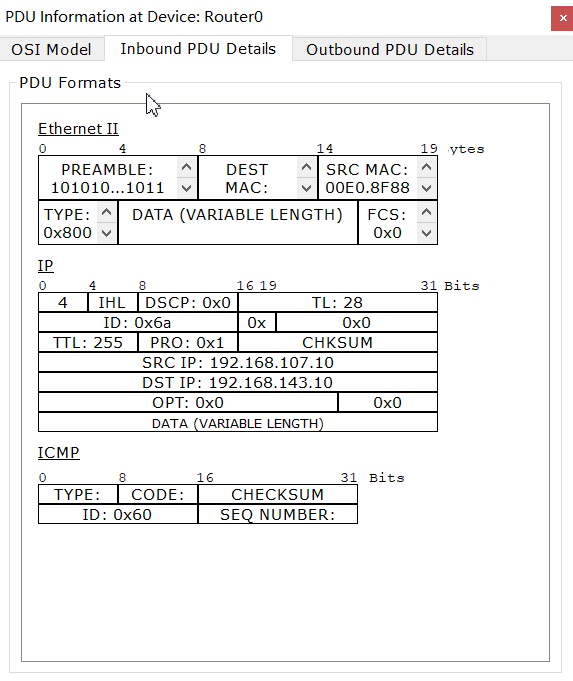 PDU Information at Device: Router0
OSI Model Inbound PDU Details Outbound PDU Details
PDU Formats
Ethernet II
0 4 8 14 19 ytes
PREAMBLE: 101010...1011 DEST MAC: SRC MAC: 00E0.8F88
TYPE: 0x800 DATA (VARIABLE LENGTH) FCS: 0x0
IP
0 4 8 16 19 31 Bits
4 IHL DSCP: 0x0 TL: 28
ID: 0x6a 0x 0x0
TTL: 255 PRO: 0x1 CHKSUM
SRC IP: 192.168.107.10
DST IP: 192.168.143.10
OPT: 0x0 0x0
DATA (VARIABLE LENGTH)
ICMP
0 8 16 31 Bits
TYPE: CODE: CHECKSUM
ID: 0x60 SEQ NUMBER: